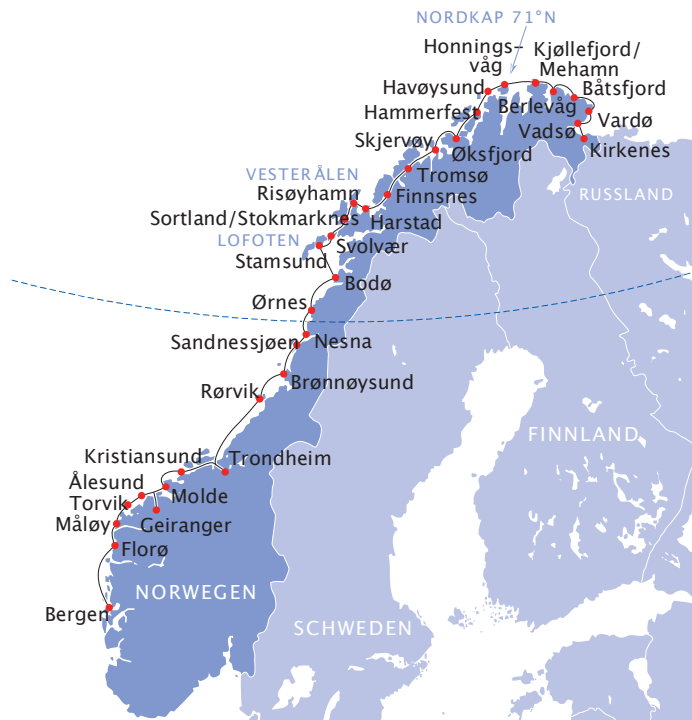 NORDKAP 71°N
Honnings-
våg
Kjøllefjord/
Mehamn
Havøysund
Båtsfjord
Hammerfest
Berlevåg
Vardø
Skjervøy
Vadsø
Øksfjord
Kirkenes
VESTERÅLEN
Tromsø
Risøyhamn
Finnsnes
RUSSLAND
Sortland/Stokmarknes
Harstad
LOFOTEN
Svolvær
Stamsund
Bodø
Ørnes
Sandnessjøen
Nesna
Brønnøysund
Rørvik
FINNLAND
Kristiansund
Trondheim
Ålesund
Molde
Torvik
Geiranger
Måløy
Florø
NORWEGEN
Bergen
SCHWEDEN